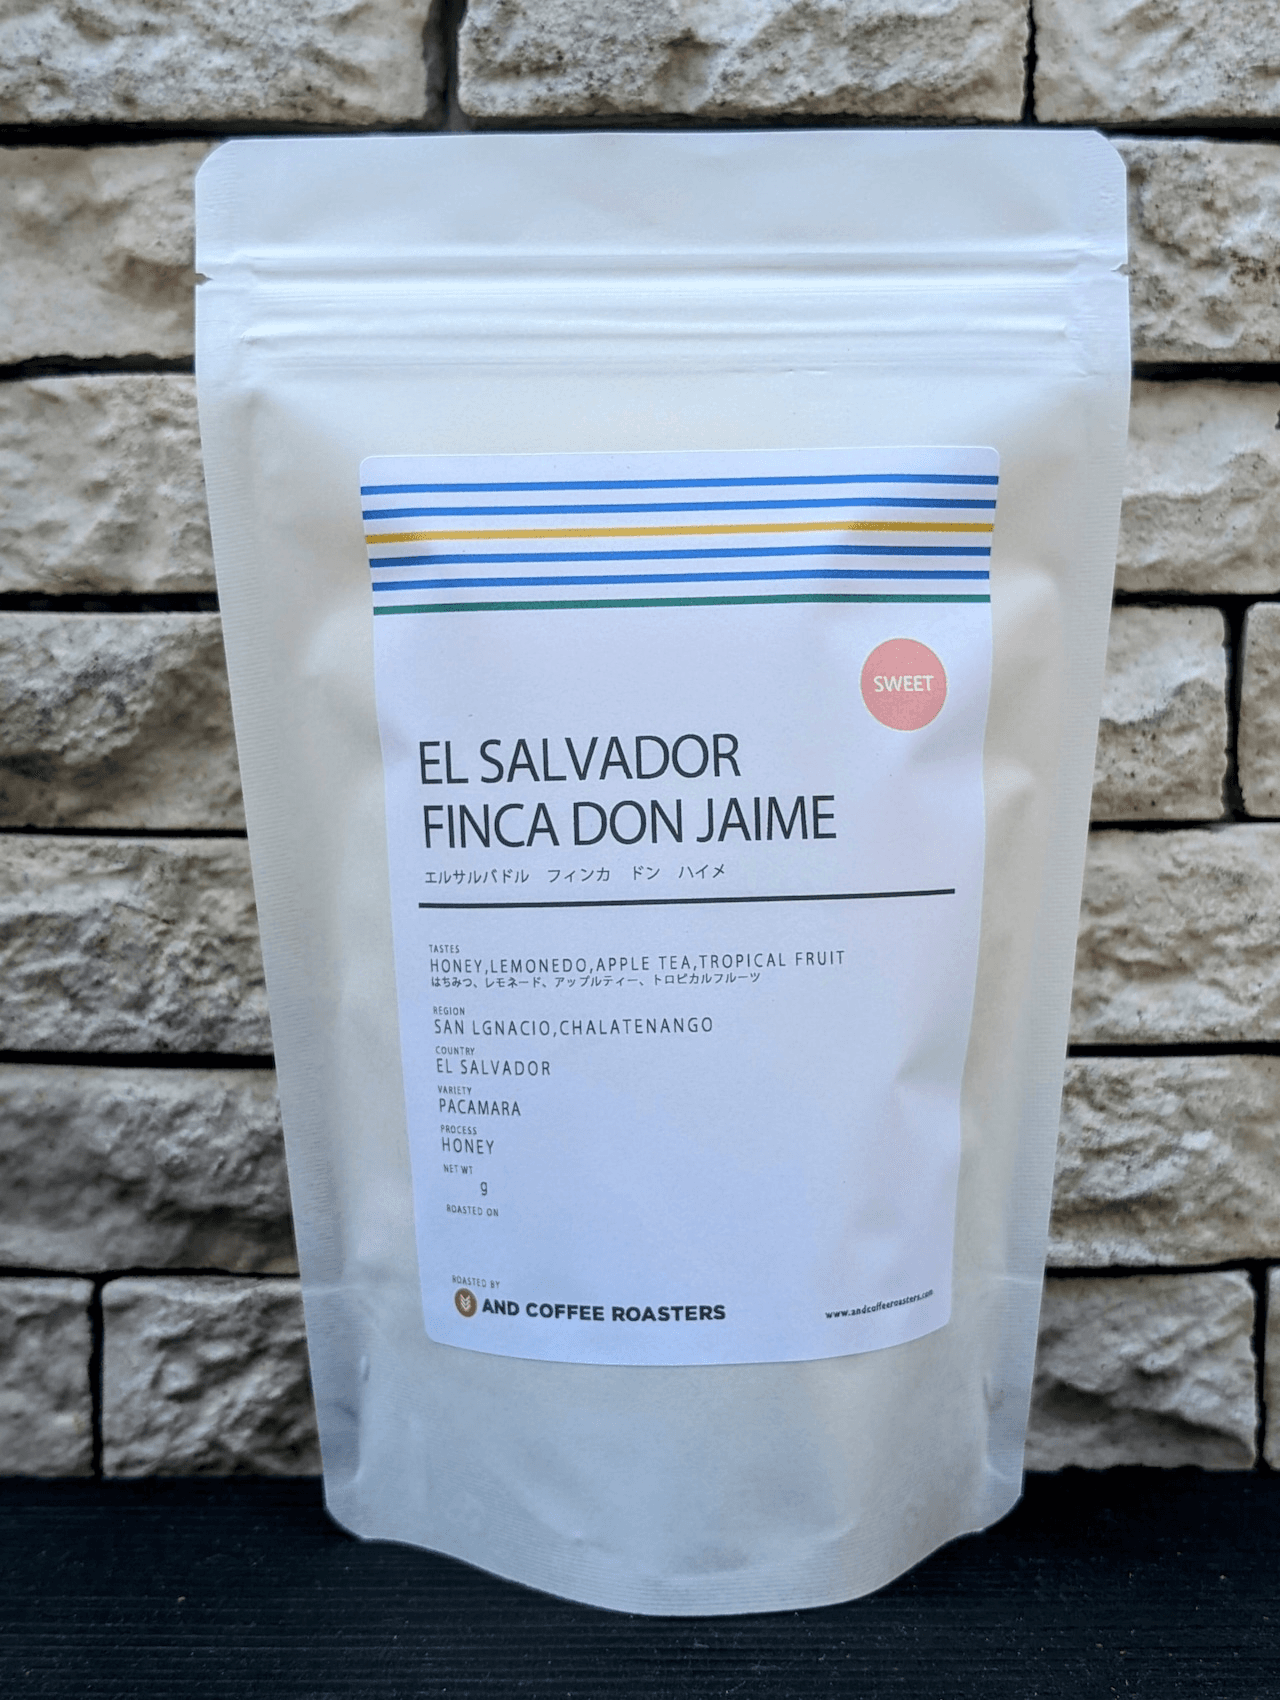 SWEET
EL SALVADOR
FINCA DON JAIME
エルサルバドル　フィンカ　ドン　ハイメ
TASTES
HONEY,LEMONEDO,APPLE TEA,TROPICAL FRUIT
はちみつ、レモネード、アップルティー、トロピカルフルーツ
REGION
SAN LGNACIO,CHALATENANGO
COUNTRY
EL SALVADOR
VARIETY
PACAMARA
PROCESS
HONEY
NET WT
g
ROASTED ON
ROASTED BY
AND COFFEE ROASTERS
www.andcoffeeroasters.com